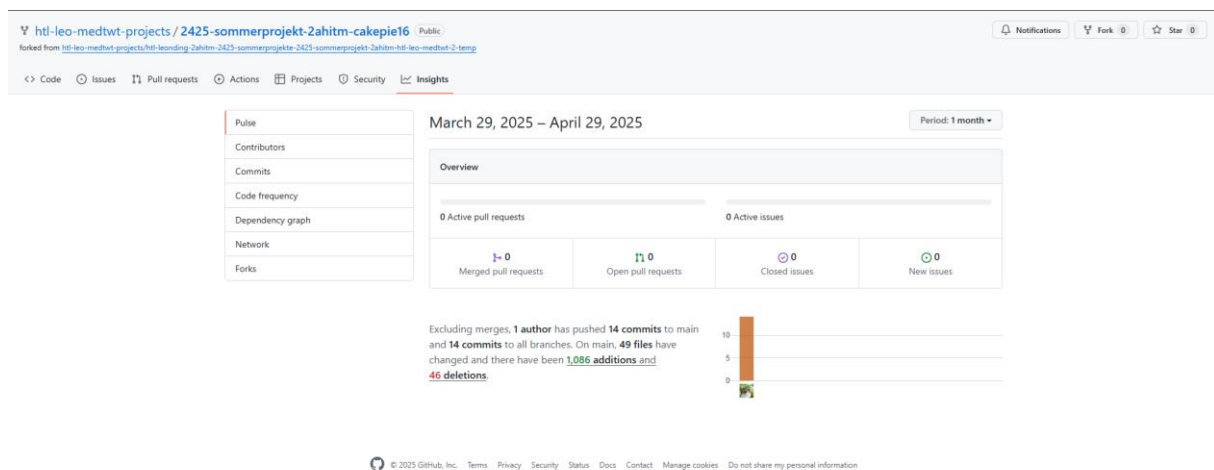 htl-leo-medtwt-projects / 2425-sommerprojekt-2ahitm-cakepie16 Public
Notifications Fork 0 Star 0
forked from htl-leo-medtwt-projects/htl-leonding-2ahitm-2425-sommerprojekte-2425-sommerprojekt-2ahitm-htl-leo-medtwt-2-temp
Code Issues Pull requests Actions Projects Security Insights
Pulse
Contributors
Commits
Code frequency
Dependency graph
Network
Forks
March 29, 2025 – April 29, 2025
Period: 1 month
Overview
0 Active pull requests
0 Active issues
0
Merged pull requests
0
Open pull requests
0
Closed issues
0
New issues
Excluding merges, 1 author has pushed 14 commits to main
and 14 commits to all branches. On main, 49 files have
changed and there have been 1,086 additions and
46 deletions.
10
5
0
© 2025 GitHub, Inc. Terms Privacy Security Status Docs Contact Manage cookies Do not share my personal information